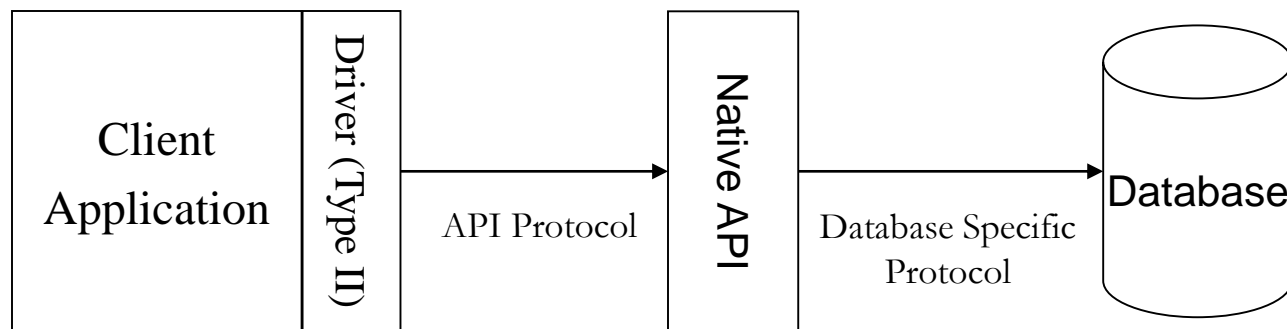 Client
Application
Driver (Type II)
API Protocol
Native API
Database Specific
Protocol
Database